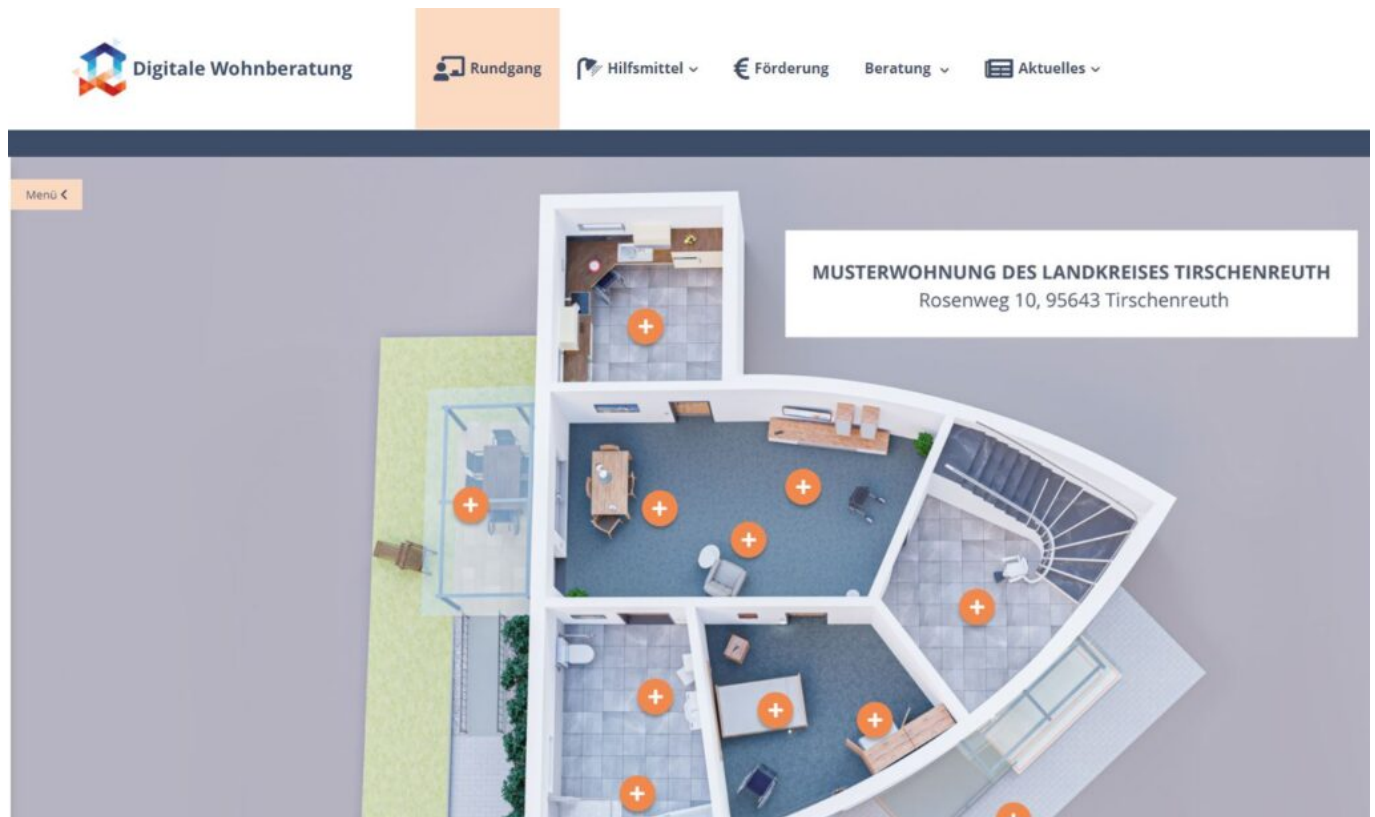 Digitale Wohnberatung
Rundgang
Hilfsmittel
Förderung
Beratung
Aktuelles
Menü
MUSTERWOHNUNG DES LANDKREISES TIRSCHENREUTH
Rosenweg 10, 95643 Tirschenreuth